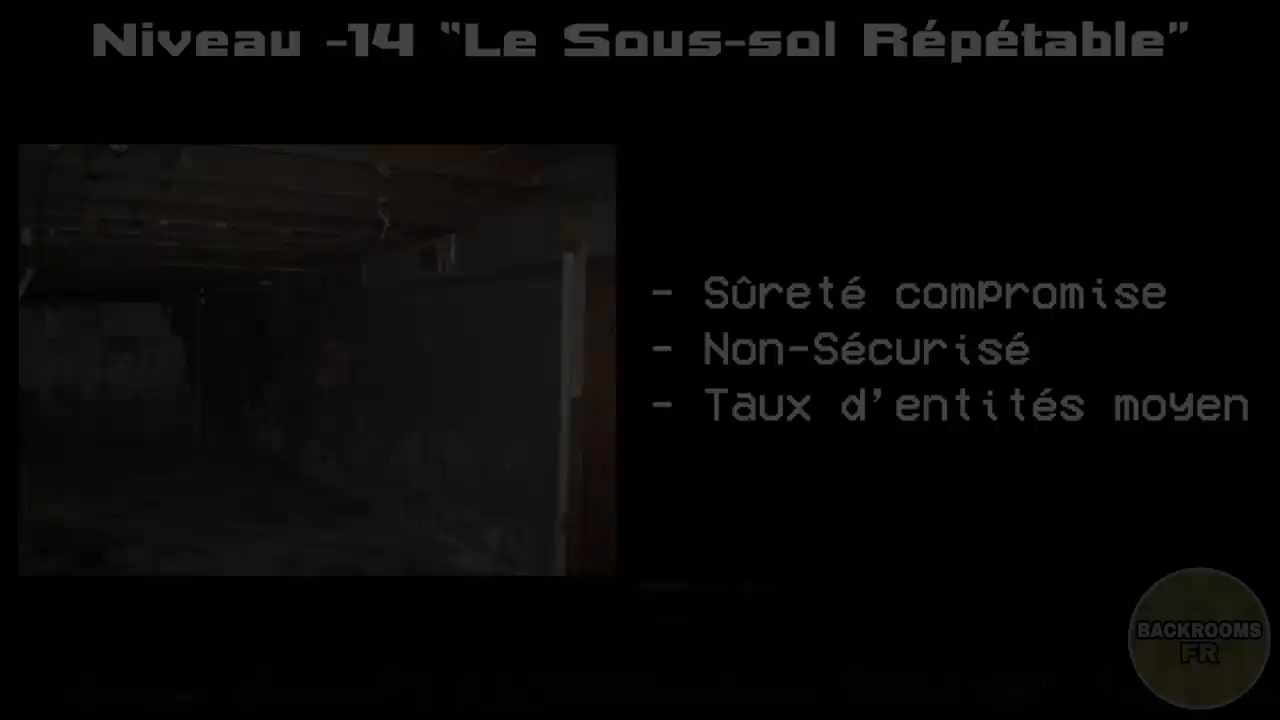 Niveau -14 "Le Sous-sol Répétable"
- Sûreté compromise
- Non-Sécurisé
- Taux d'entités moyen
BACKROOMS
FR